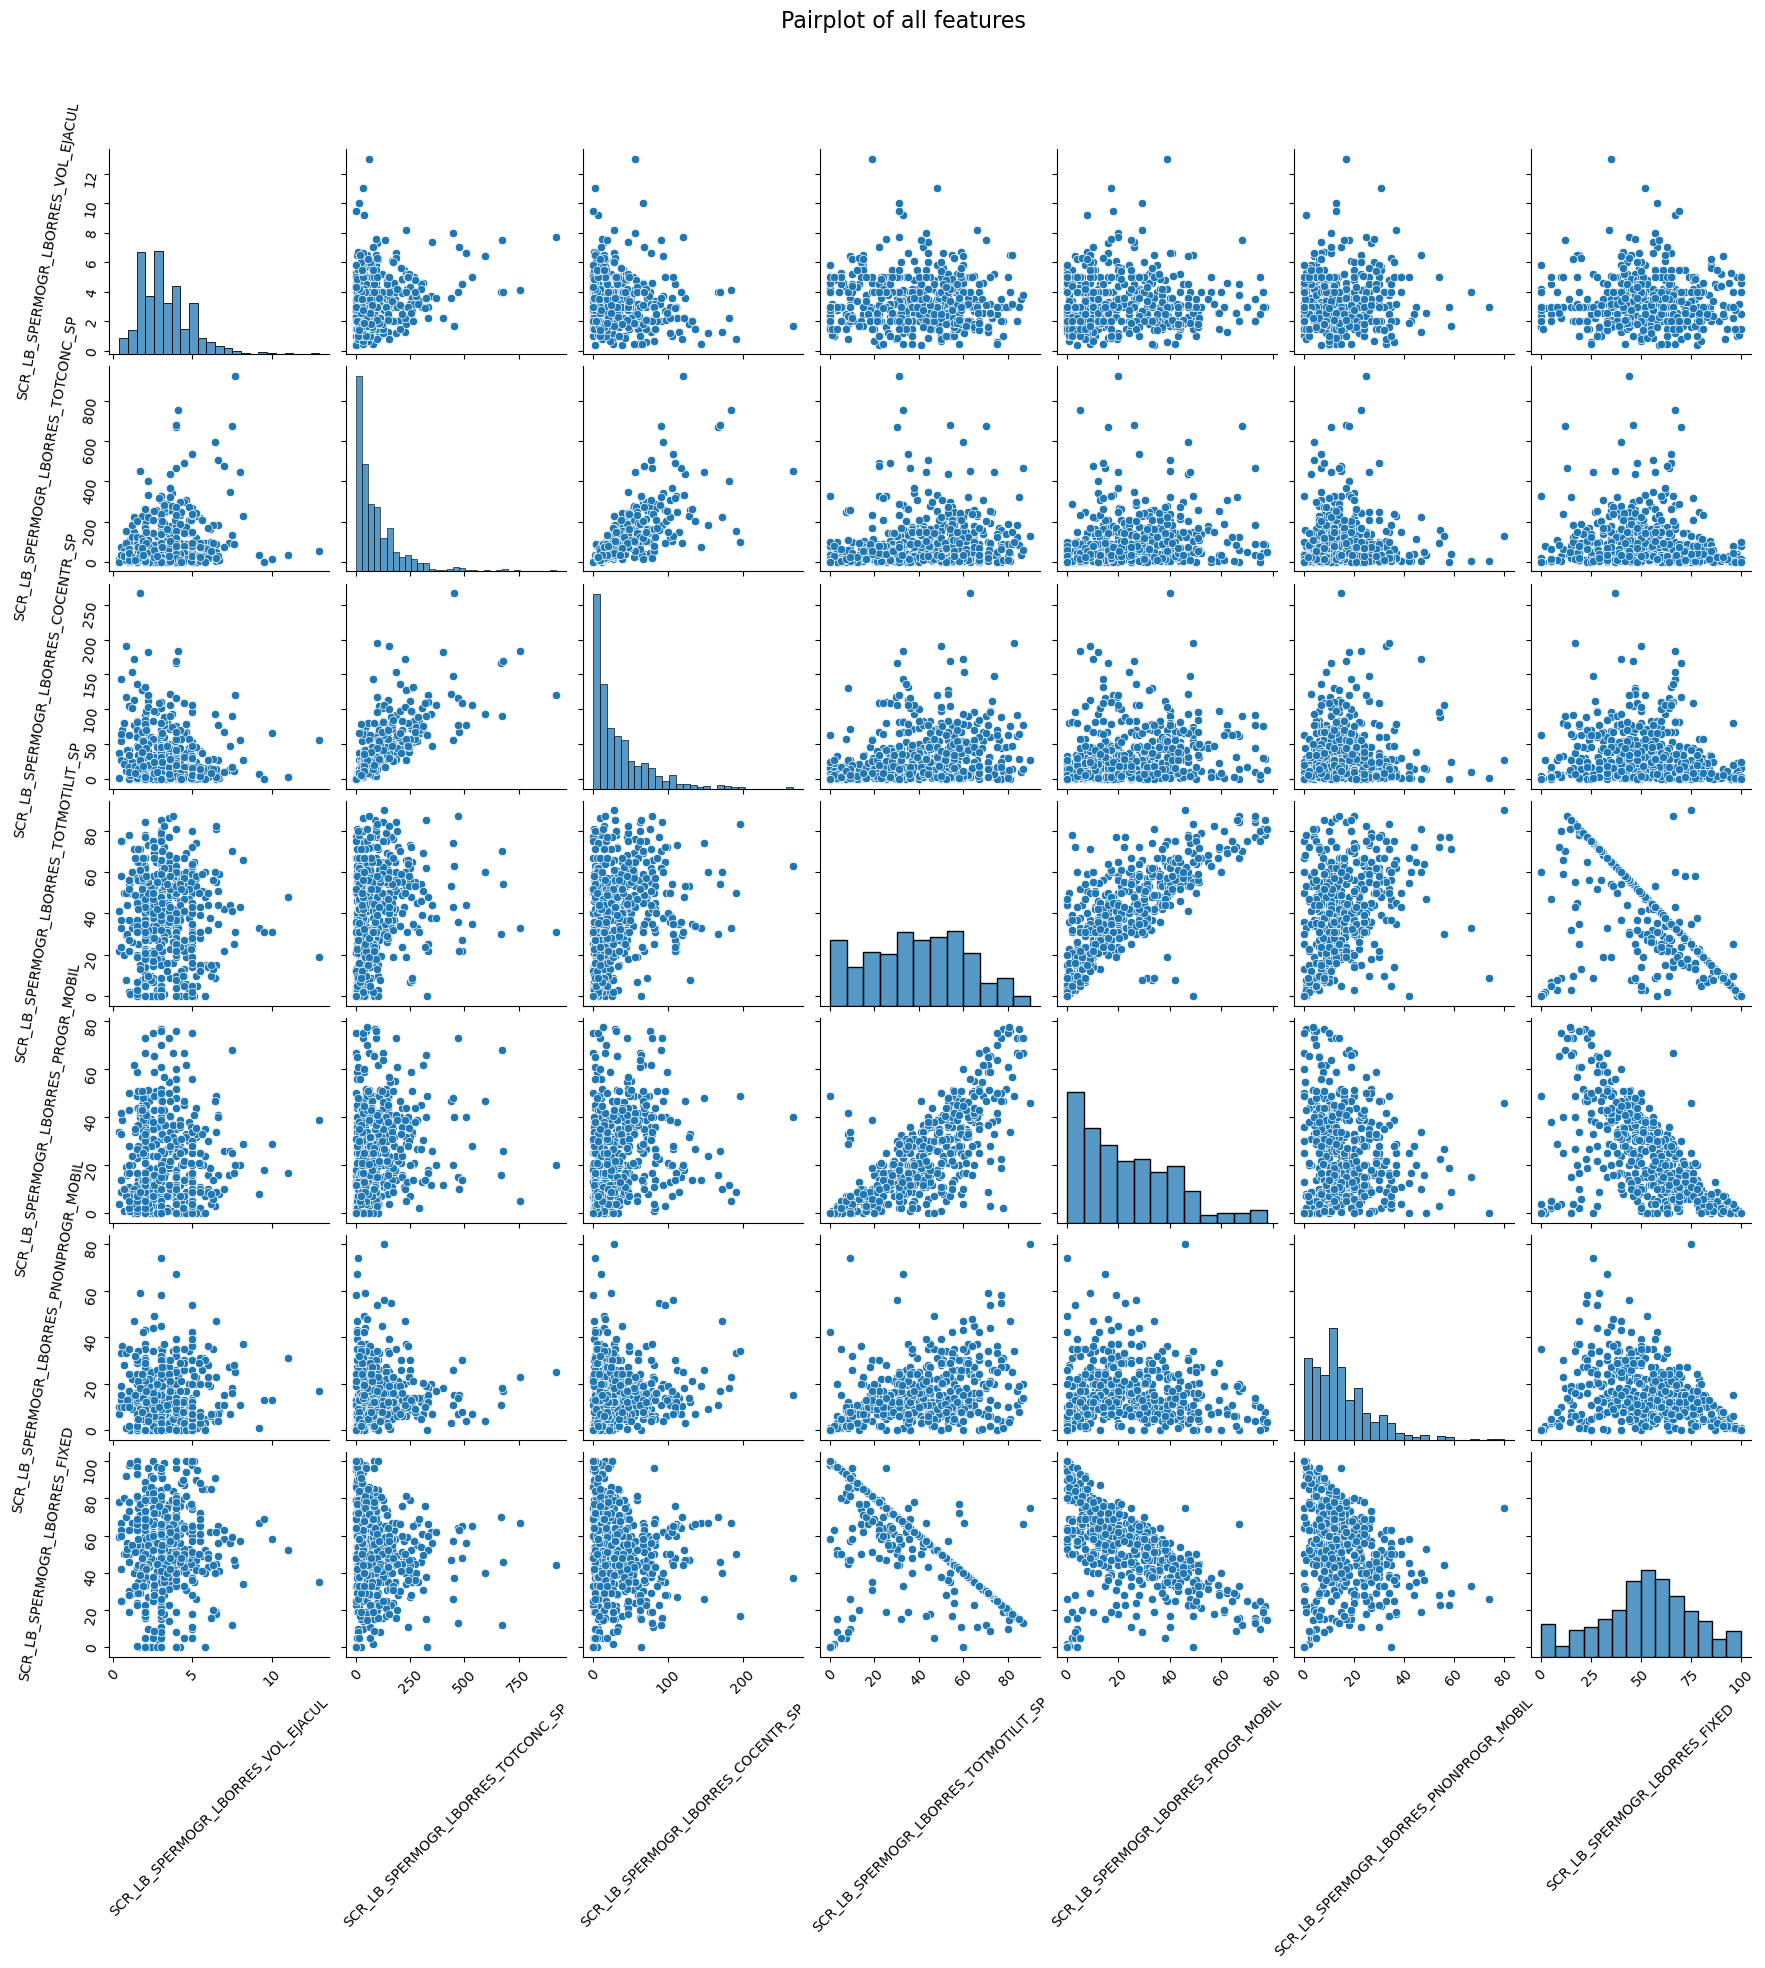 Pairplot of all features
SCR_LB_SPERMOGR_LBORRES_VOL_EJACUL
12
10
8
6
4
2
0
SCR_LB_SPERMOGR_LBORRES_TOTCONC_SP
800
600
400
200
0
SCR_LB_SPERMOGR_LBORRES_COCENTR_SP
250
200
150
100
50
0
SCR_LB_SPERMOGR_LBORRES_TOTMOTILIT_SP
80
60
40
20
0
SCR_LB_SPERMOGR_LBORRES_PROGR_MOBIL
80
60
40
20
0
SCR_LB_SPERMOGR_LBORRES_PNONPROGR_MOBIL
80
60
40
20
0
SCR_LB_SPERMOGR_LBORRES_FIXED
100
80
60
40
20
0
0 5 10
0 250 500 750
0 100 200
0 20 40 60 80
0 20 40 60 80
0 20 40 60 80
0 25 50 75 100
SCR_LB_SPERMOGR_LBORRES_VOL_EJACUL
SCR_LB_SPERMOGR_LBORRES_TOTCONC_SP
SCR_LB_SPERMOGR_LBORRES_COCENTR_SP
SCR_LB_SPERMOGR_LBORRES_TOTMOTILIT_SP
SCR_LB_SPERMOGR_LBORRES_PROGR_MOBIL
SCR_LB_SPERMOGR_LBORRES_PNONPROGR_MOBIL
SCR_LB_SPERMOGR_LBORRES_FIXED